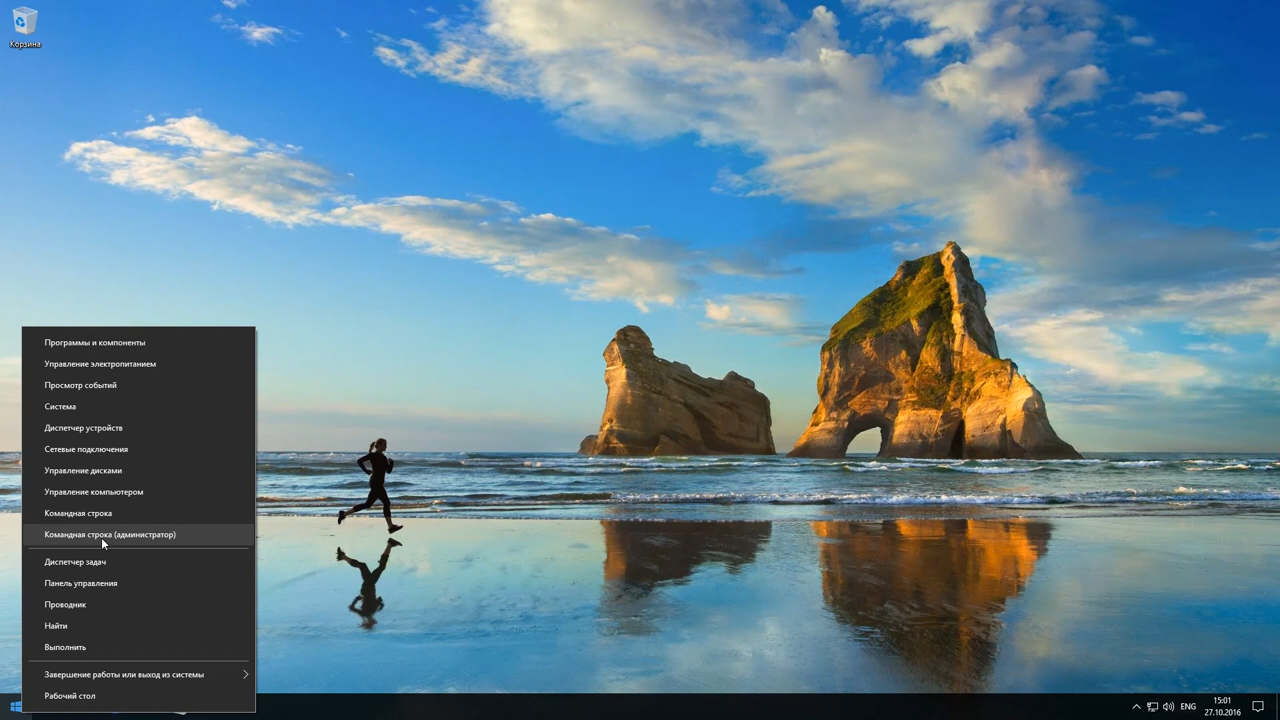 Корзина
Программы и компоненты
Управление электропитанием
Просмотр событий
Система
Диспетчер устройств
Сетевые подключения
Управление дисками
Управление компьютером
Командная строка
Командная строка (администратор)
Диспетчер задач
Панель управления
Проводник
Найти
Выполнить
Завершение работы или выход из системы
Рабочий стол
ENG
15:01
27.10.2016